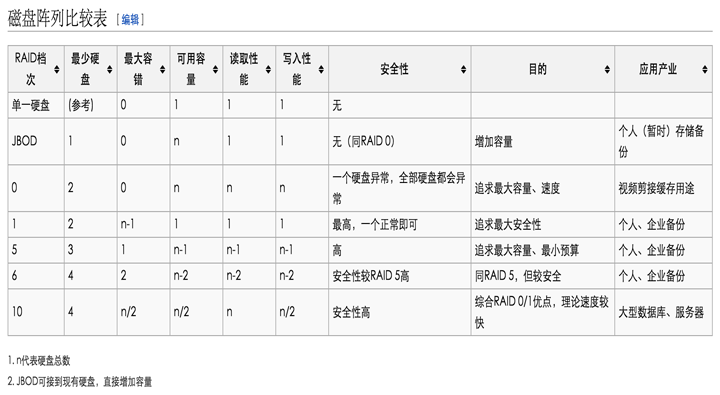 磁盘阵列比较表 [编辑]
RAID档次 最少硬盘 最大容错 可用容量 读取性能 写入性能 安全性 目的 应用产业
单一硬盘 (参考) 0 1 1 1 无
JBOD 1 0 n 1 1 无（同RAID 0） 增加容量 个人（暂时）存储备份
0 2 0 n n n 一个硬盘异常，全部硬盘都会异常 追求最大容量、速度 视频剪接缓存用途
1 2 n-1 1 1 1 最高，一个正常即可 追求最大安全性 个人、企业备份
5 3 1 n-1 n-1 n-1 高 追求最大容量、最小预算 个人、企业备份
6 4 2 n-2 n-2 n-2 安全性较RAID 5高 同RAID 5，但较安全 个人、企业备份
10 4 n/2 n/2 n n/2 安全性高 综合RAID 0/1优点，理论速度较快 大型数据库、服务器
1. n代表硬盘总数
2. JBOD可接到现有硬盘，直接增加容量